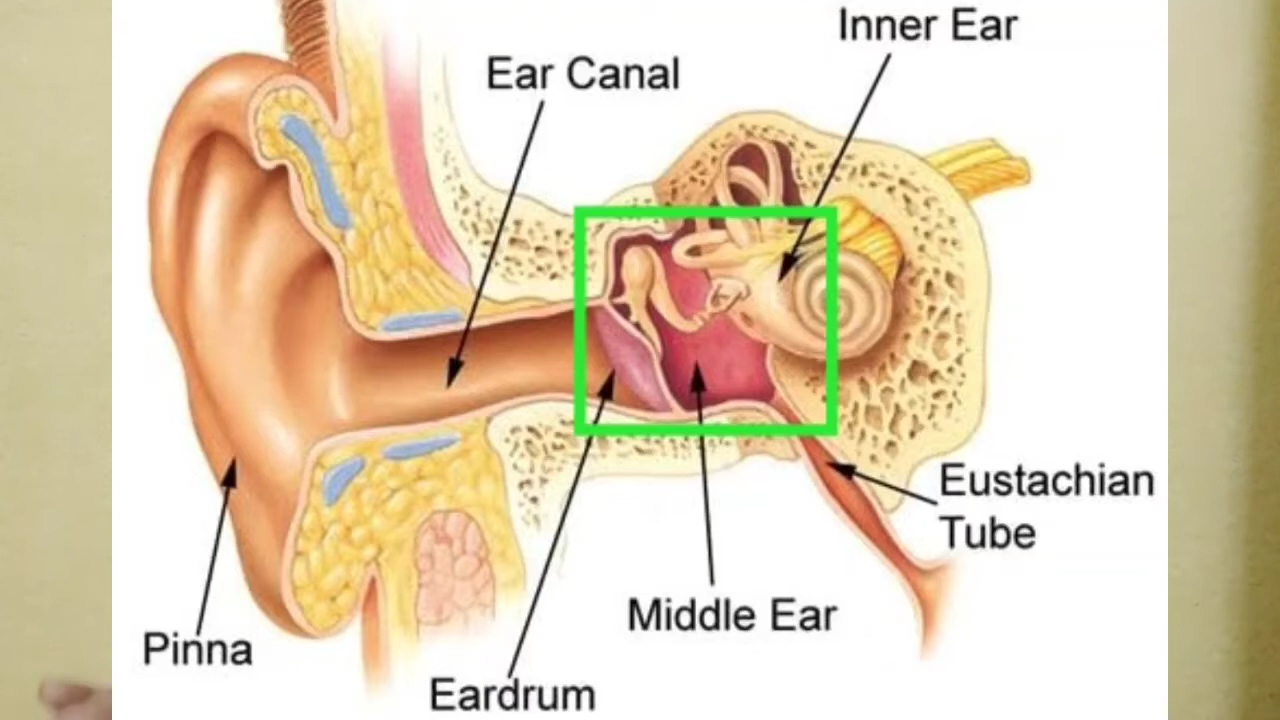 Inner Ear
Ear Canal
Eustachian
Tube
Middle Ear
Pinna
Eardrum